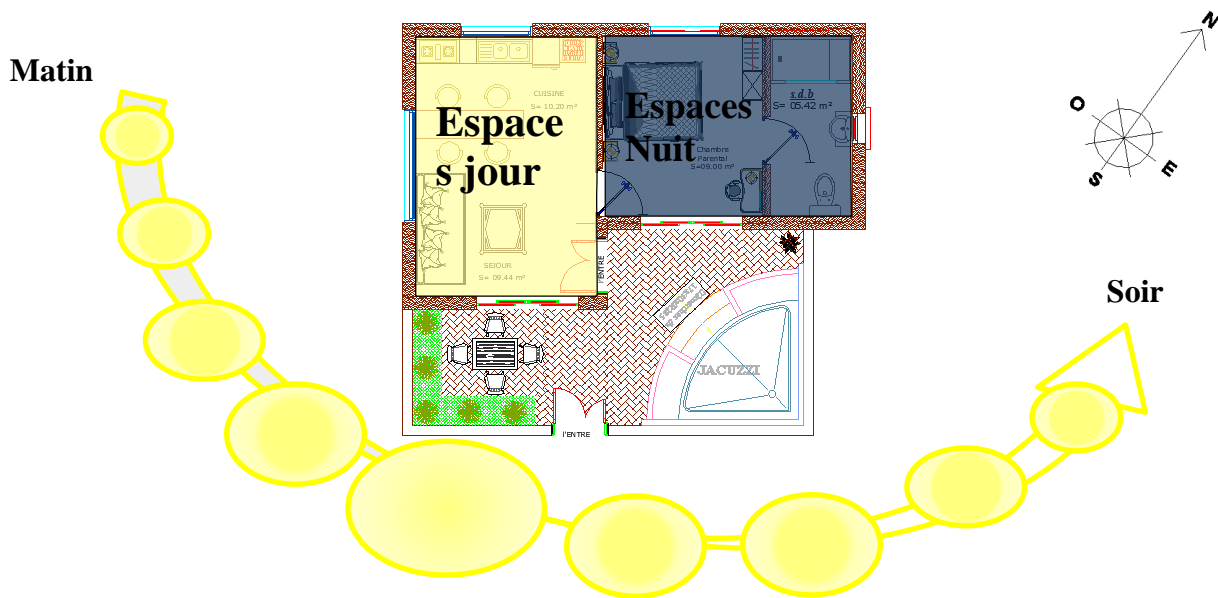 N
Matin
O
E
S
CUISINE
S= 10.20 m²
Espace
s jour
Espaces
Nuit
s.d.b
S= 05.42 m²
Chambre
Parental
S=09.00 m²
SEJOUR
S= 09.44 m²
l'ENTRE
JACUZZI
l'ENTRE
Soir